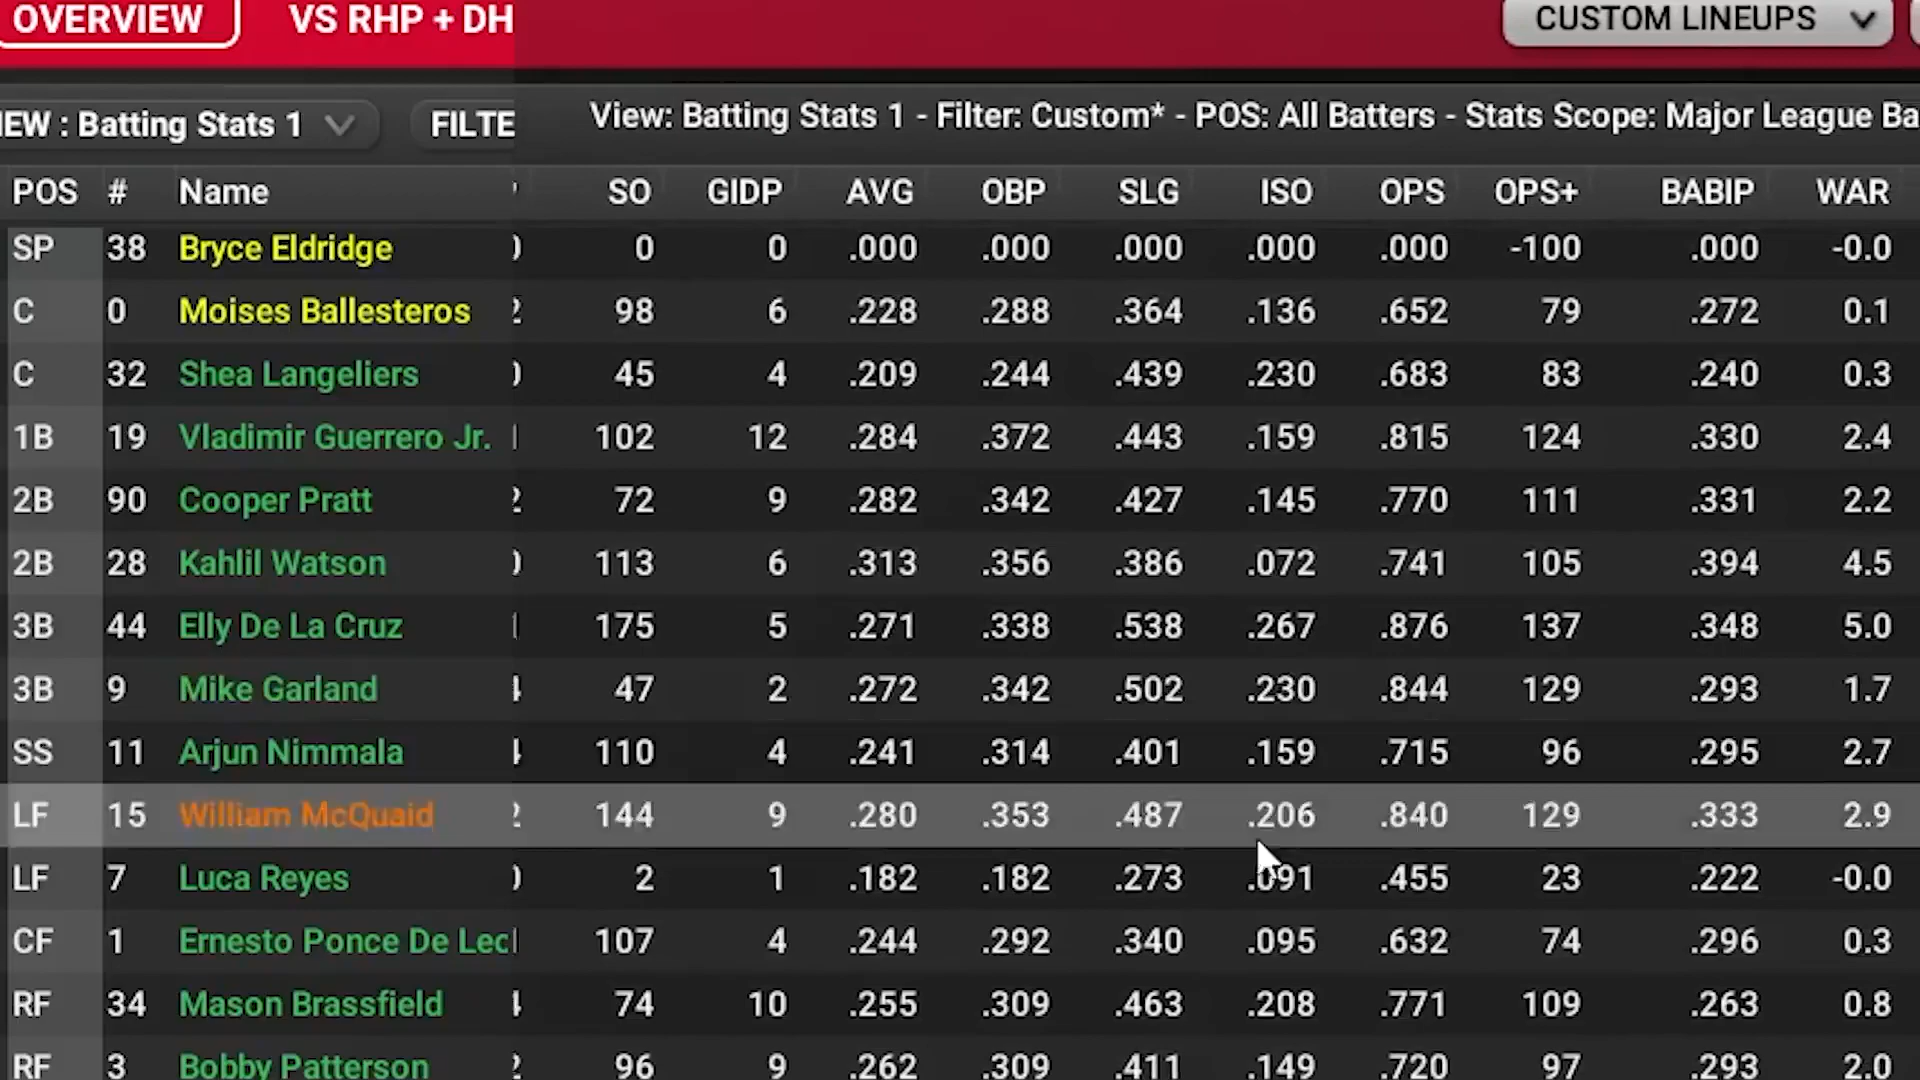 OVERVIEW VS RHP + DH CUSTOM LINEUPS
IEW : Batting Stats 1 FILTE View: Batting Stats 1 - Filter: Custom* - POS: All Batters - Stats Scope: Major League Ba
POS # Name SO GIDP AVG OBP SLG ISO OPS OPS+ BABIP WAR
SP 38 Bryce Eldridge 0 0 .000 .000 .000 .000 .000 -100 .000 -0.0
C 0 Moises Ballesteros 98 6 .228 .288 .364 .136 .652 79 .272 0.1
C 32 Shea Langeliers 45 4 .209 .244 .439 .230 .683 83 .240 0.3
1B 19 Vladimir Guerrero Jr. 102 12 .284 .372 .443 .159 .815 124 .330 2.4
2B 90 Cooper Pratt 72 9 .282 .342 .427 .145 .770 111 .331 2.2
2B 28 Kahlil Watson 113 6 .313 .356 .386 .072 .741 105 .394 4.5
3B 44 Elly De La Cruz 175 5 .271 .338 .538 .267 .876 137 .348 5.0
3B 9 Mike Garland 47 2 .272 .342 .502 .230 .844 129 .293 1.7
SS 11 Arjun Nimmala 110 4 .241 .314 .401 .159 .715 96 .295 2.7
LF 15 William McQuaid 144 9 .280 .353 .487 .206 .840 129 .333 2.9
LF 7 Luca Reyes 2 1 .182 .182 .273 .091 .455 23 .222 -0.0
CF 1 Ernesto Ponce De Leo 107 4 .244 .292 .340 .095 .632 74 .296 0.3
RF 34 Mason Brassfield 74 10 .255 .309 .463 .208 .771 109 .263 0.8
RF 3 Bobby Patterson 96 9 .262 .309 .411 .149 .720 97 .293 2.0